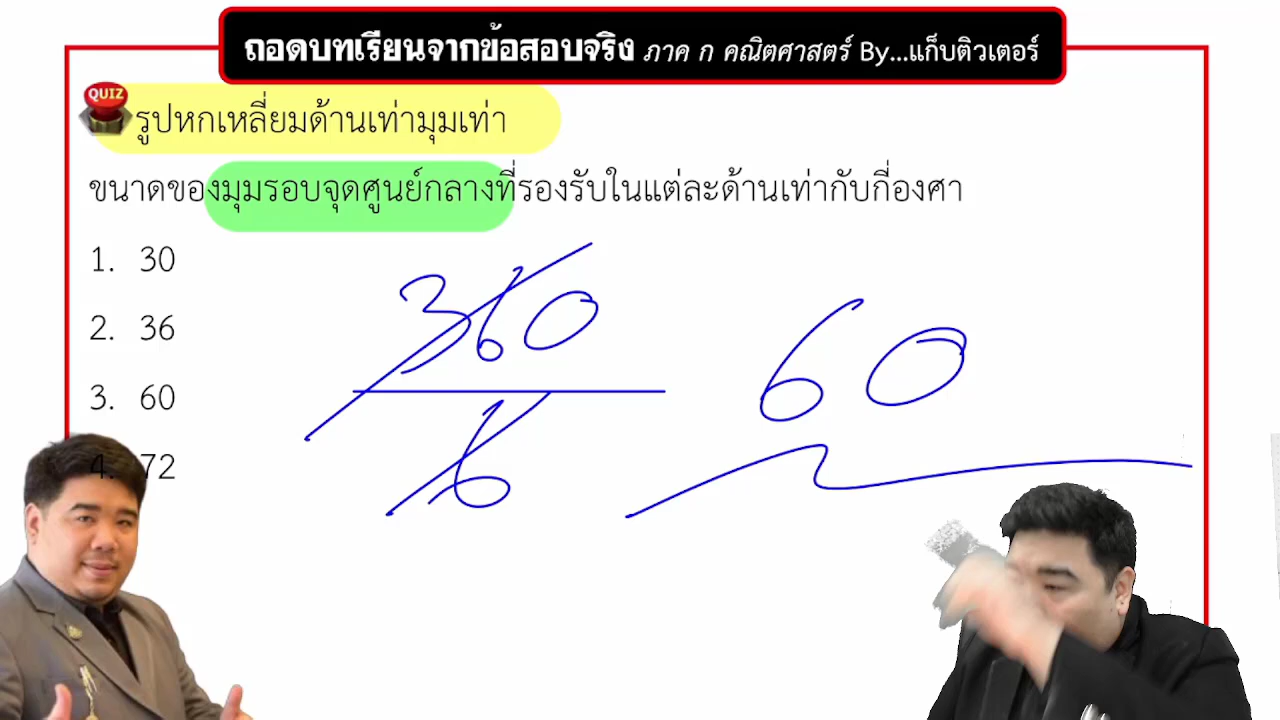 ถอดบทเรียนจากข้อสอบจริง ภาค ก คณิตศาสตร์ By...แก็บติวเตอร์
QUIZ
รูปหกเหลี่ยมด้านเท่ามุมเท่า
ขนาดของมุมรอบจุดศูนย์กลางที่รองรับในแต่ละด้านเท่ากับกี่องศา
1. 30
2. 36
3. 60
4. 72
360
6
60